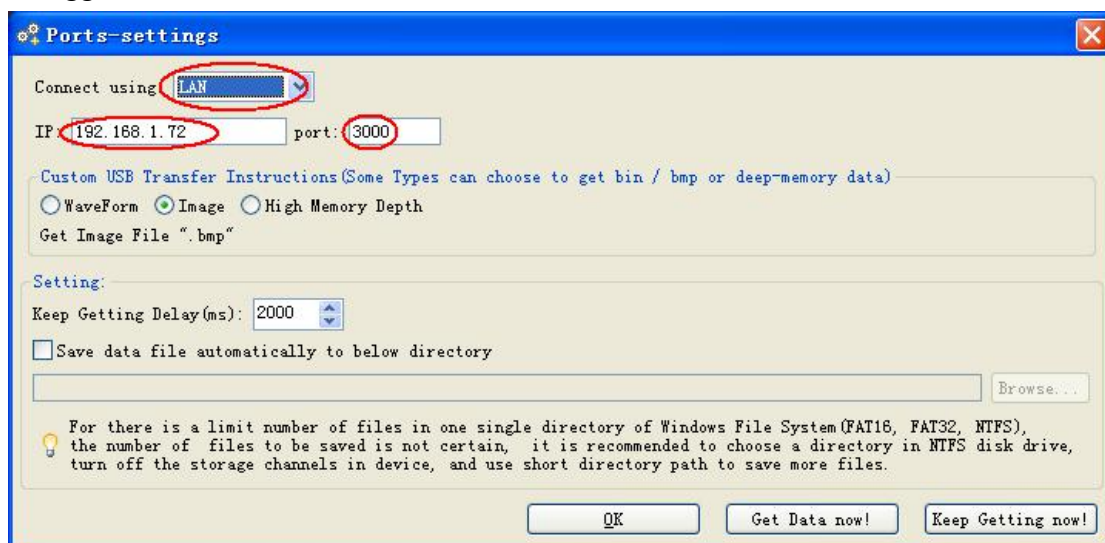 Ports-settings
Connect using LAN
IP: 192.168.1.72 port: 3000
Custom USB Transfer Instructions(Some Types can choose to get bin / bmp or deep-memory data)
WaveForm Image High Memory Depth
Get Image File ".bmp"
Setting:
Keep Getting Delay(ms): 2000
Save data file automatically to below directory
Browse...
For there is a limit number of files in one single directory of Windows File System(FAT16, FAT32, NTFS),
the number of files to be saved is not certain, it is recommended to choose a directory in NTFS disk drive,
turn off the storage channels in device, and use short directory path to save more files.
OK Get Data now! Keep Getting now!